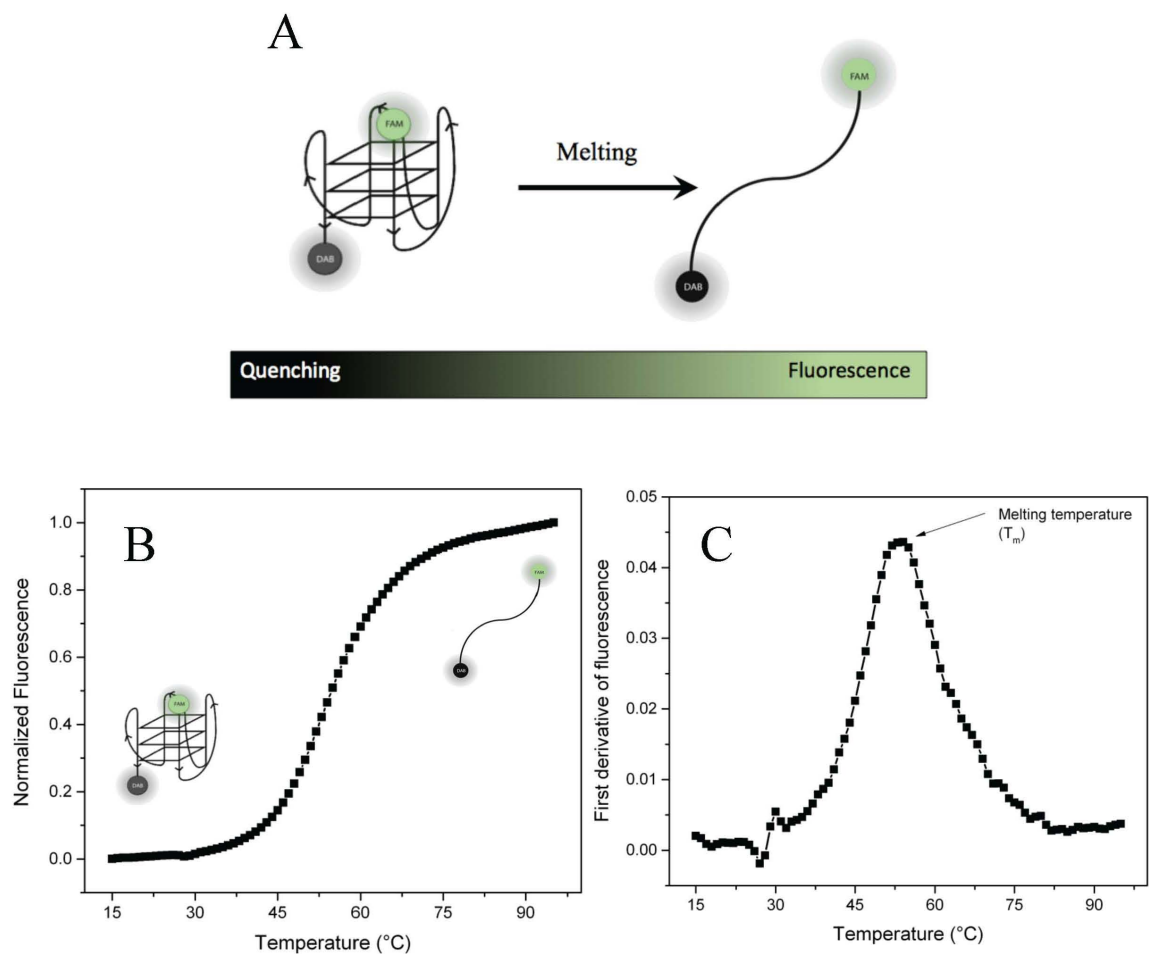 A
FAM
DAB
Melting
FAM
DAB
Quenching
Fluorescence
B
Normalized Fluorescence
1.0
0.8
0.6
0.4
0.2
0.0
FAM
DAB
FAM
DAB
15 30 45 60 75 90
Temperature (°C)
C
Melting temperature
(Tm)
First derivative of fluorescence
0.05
0.04
0.03
0.02
0.01
0.00
15 30 45 60 75 90
Temperature (°C)